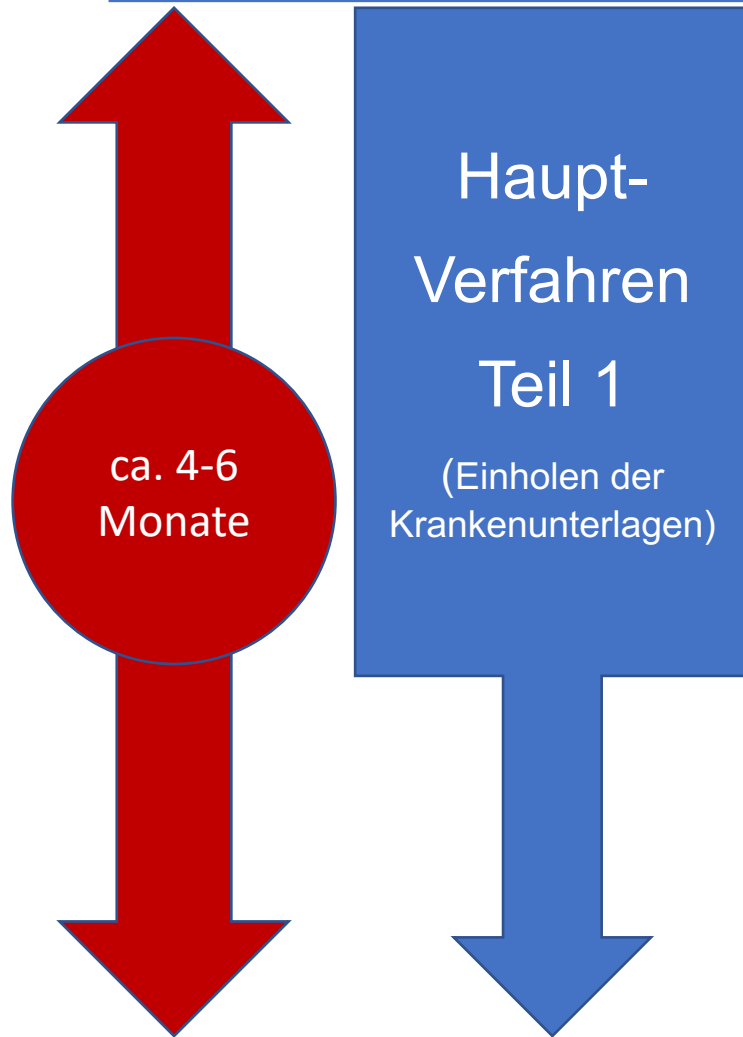 Haupt-
Verfahren
Teil 1
(Einholen der
Krankenunterlagen)
ca. 4-6
Monate